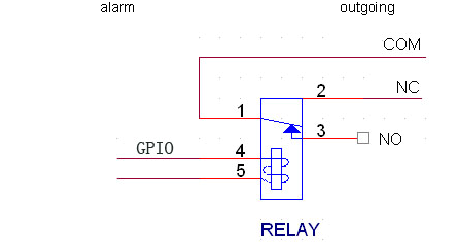 alarm
outgoing
COM
2
NC
1
3
NO
GPIO
4
5
RELAY